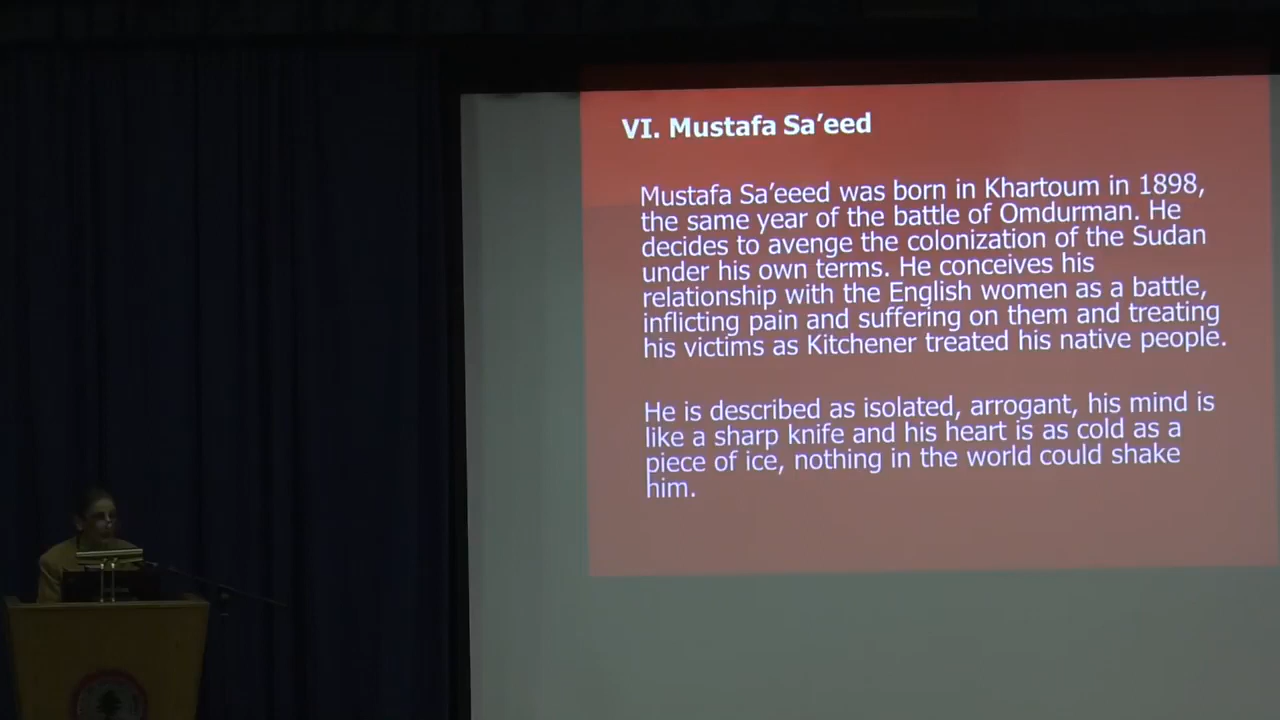 VI. Mustafa Sa’eed
Mustafa Sa’eeed was born in Khartoum in 1898,
the same year of the battle of Omdurman. He
decides to avenge the colonization of the Sudan
under his own terms. He conceives his
relationship with the English women as a battle,
inflicting pain and suffering on them and treating
his victims as Kitchener treated his native people.
He is described as isolated, arrogant, his mind is
like a sharp knife and his heart is as cold as a
piece of ice, nothing in the world could shake
him.